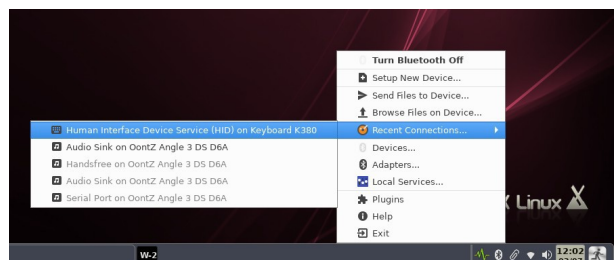 Turn Bluetooth Off
Setup New Device...
Send Files to Device...
Browse Files on Device...
Human Interface Device Service (HID) on Keyboard K380
Recent Connections...
Audio Sink on OontZ Angle 3 DS D6A
Devices...
Handsfree on OontZ Angle 3 DS D6A
Adapters...
Audio Sink on OontZ Angle 3 DS D6A
Local Services...
Serial Port on OontZ Angle 3 DS D6A
Plugins
Linux
Help
Exit
W-2
12:02